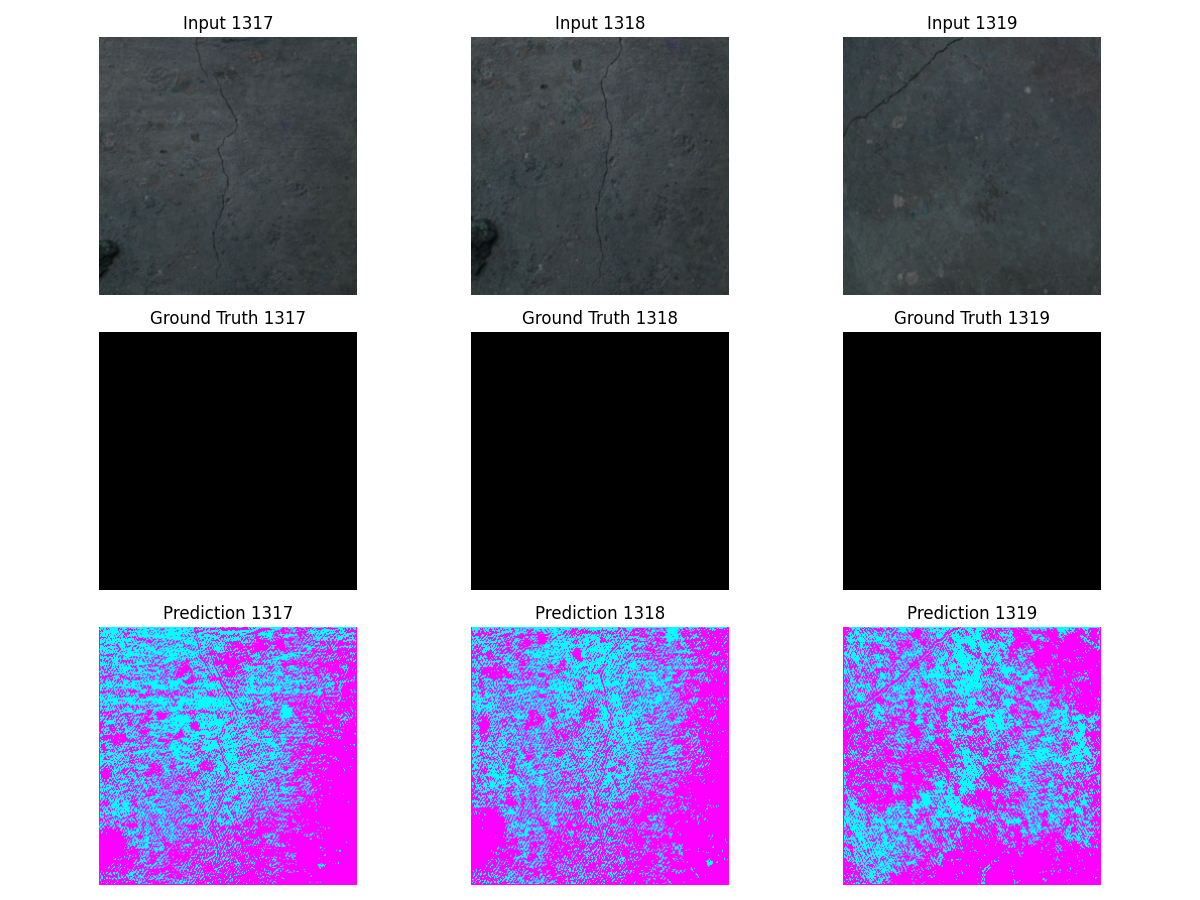 Input 1317
Input 1318
Input 1319
Ground Truth 1317
Ground Truth 1318
Ground Truth 1319
Prediction 1317
Prediction 1318
Prediction 1319